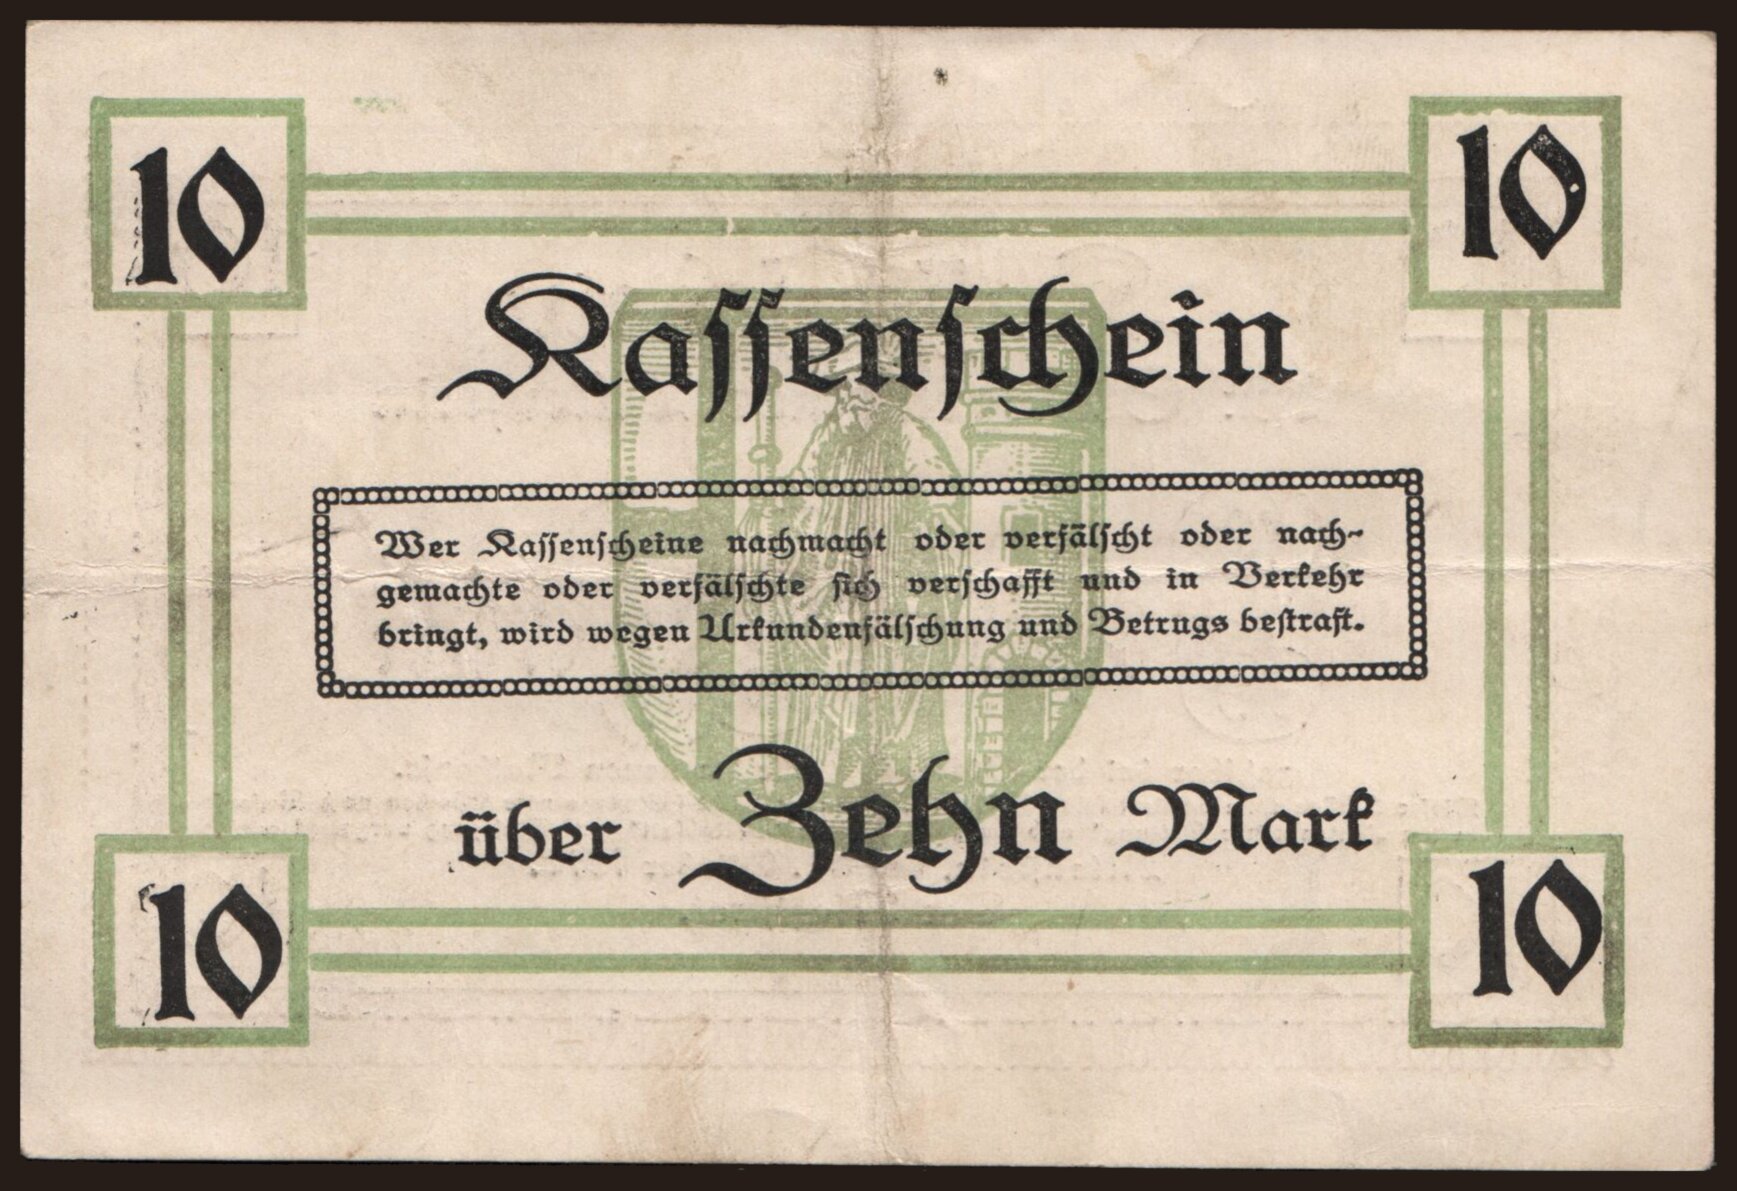 10
10
Kassenschein
Wer Kassenscheine nachmacht oder verfälscht oder nach-
gemachte oder verfälschte sich verschafft und in Verkehr
bringt, wird wegen Urkundenfälschung und Betrugs bestraft.
über Zehn Mark
10
10